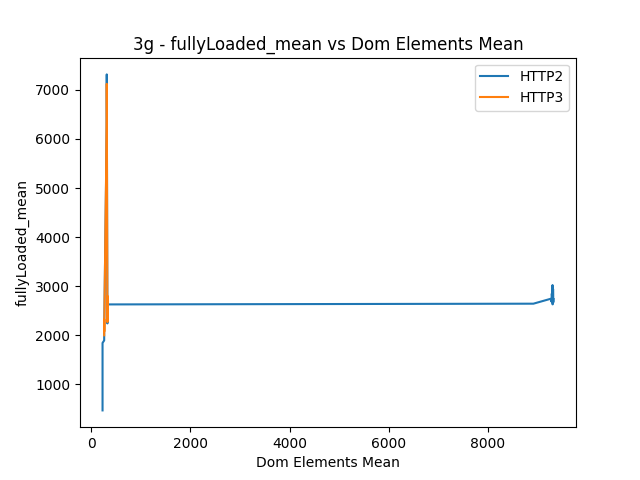 3g - fullyLoaded_mean vs Dom Elements Mean
HTTP2
HTTP3
7000
6000
5000
4000
3000
2000
1000
fullyLoaded_mean
0 2000 4000 6000 8000
Dom Elements Mean